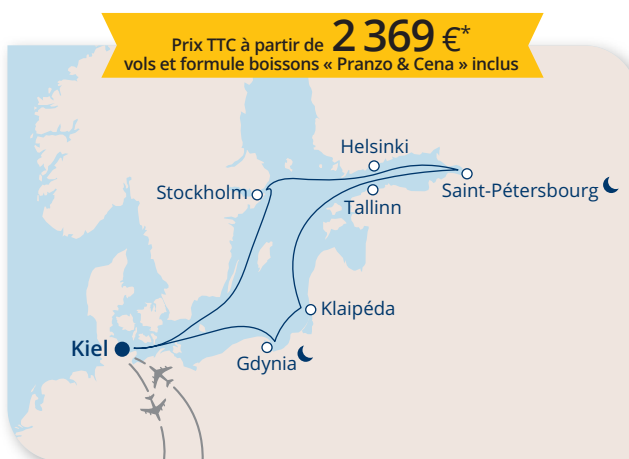 Prix TTC à partir de 2 369 €*
vols et formule boissons « Pranzo & Cena » inclus
Helsinki
Stockholm
Saint-Pétersbourg
Tallinn
Klaipéda
Kiel
Gdynia